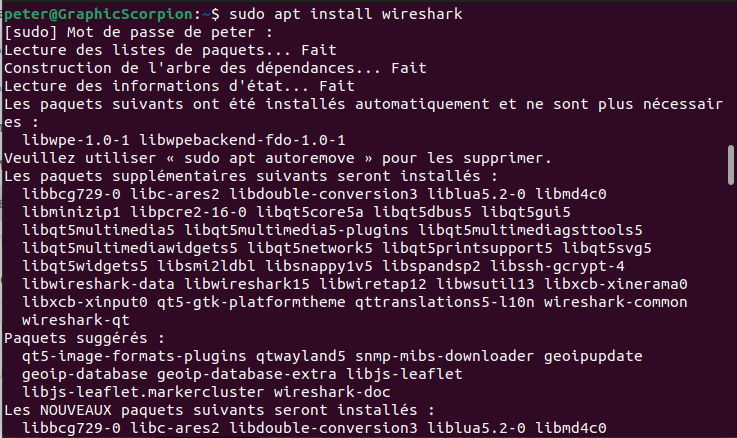 peter@GraphicScorpion:~$ sudo apt install wireshark
[sudo] Mot de passe de peter :
Lecture des listes de paquets... Fait
Construction de l'arbre des dépendances... Fait
Lecture des informations d'état... Fait
Les paquets suivants ont été installés automatiquement et ne sont plus nécessair
es :
  libwpe-1.0-1 libwpebackend-fdo-1.0-1
Veuillez utiliser « sudo apt autoremove » pour les supprimer.
Les paquets supplémentaires suivants seront installés :
  libbcg729-0 libc-ares2 libdouble-conversion3 liblua5.2-0 libmd4c0
  libminizip1 libpcre2-16-0 libqt5core5a libqt5dbus5 libqt5gui5
  libqt5multimedia5 libqt5multimedia5-plugins libqt5multimediagsttools5
  libqt5multimediawidgets5 libqt5network5 libqt5printsupport5 libqt5svg5
  libqt5widgets5 libsmi2ldbl libsnappy1v5 libspandsp2 libssh-gcrypt-4
  libwireshark-data libwireshark15 libwiretap12 libwsutil13 libxcb-xinerama0
  libxcb-xinput0 qt5-gtk-platformtheme qttranslations5-l10n wireshark-common
  wireshark-qt
Paquets suggérés :
  qt5-image-formats-plugins qtwayland5 snmp-mibs-downloader geoipupdate
  geoip-database geoip-database-extra libjs-leaflet
  libjs-leaflet.markercluster wireshark-doc
Les NOUVEAUX paquets suivants seront installés :
  libbcg729-0 libc-ares2 libdouble-conversion3 liblua5.2-0 libmd4c0